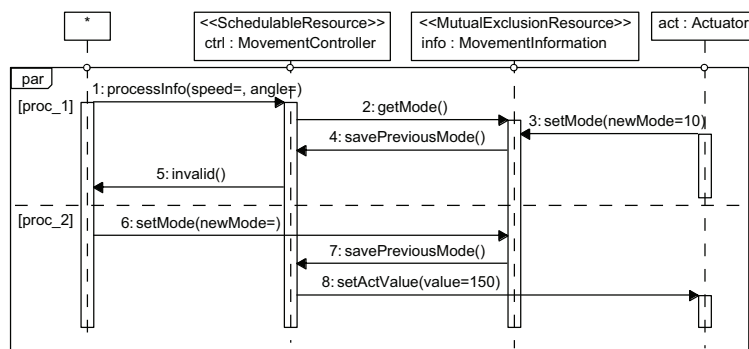 *
<<SchedulableResource>>
ctrl : MovementController
<<MutualExclusionResource>>
info : MovementInformation
act : Actuator
par
[proc_1]
1: processInfo(speed=, angle=)
2: getMode()
3: setMode(newMode=10)
4: savePreviousMode()
5: invalid()
[proc_2]
6: setMode(newMode=)
7: savePreviousMode()
8: setActValue(value=150)